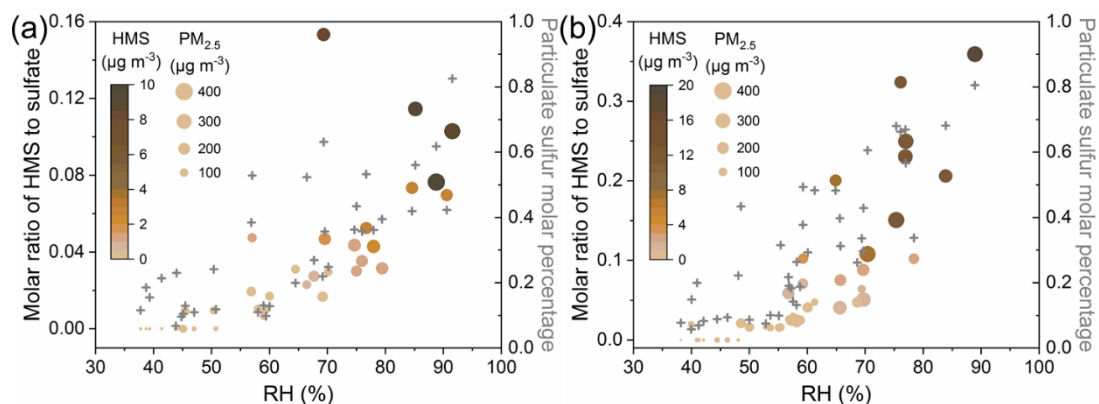 (a)
Molar ratio of HMS to sulfate
0.16
0.12
0.08
0.04
0.00
HMS
(μg m⁻³)
10
8
6
4
2
0
PM₂.₅
(μg m⁻³)
400
300
200
100
1.0
0.8
0.6
0.4
0.2
0.0
Particulate sulfur molar percentage
30 40 50 60 70 80 90 100
RH (%)
(b)
Molar ratio of HMS to sulfate
0.4
0.3
0.2
0.1
0.0
HMS
(μg m⁻³)
20
16
12
8
4
0
PM₂.₅
(μg m⁻³)
400
300
200
100
1.0
0.8
0.6
0.4
0.2
0.0
Particulate sulfur molar percentage
30 40 50 60 70 80 90 100
RH (%)